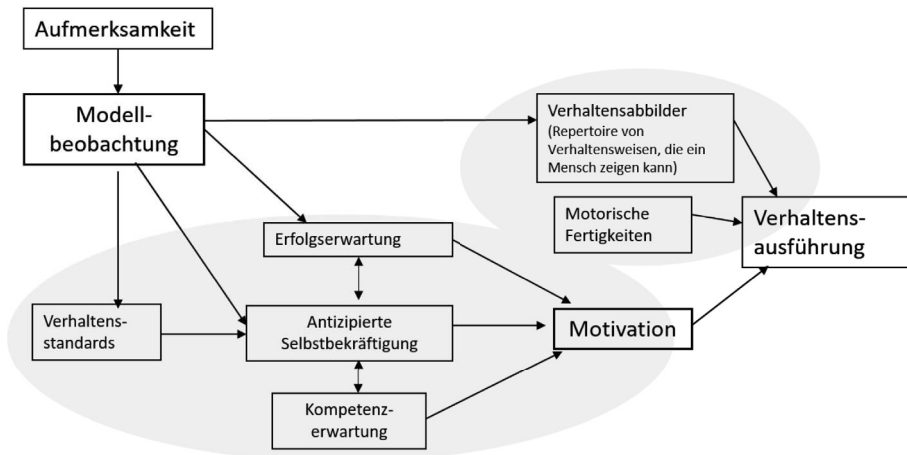 Aufmerksamkeit
Modell-
beobachtung
Verhaltensabbilder
(Repertoire von
Verhaltensweisen, die ein
Mensch zeigen kann)
Motorische
Fertigkeiten
Verhaltens-
ausführung
Erfolgserwartung
Verhaltens-
standards
Antizipierte
Selbstbekräftigung
Motivation
Kompetenz-
erwartung